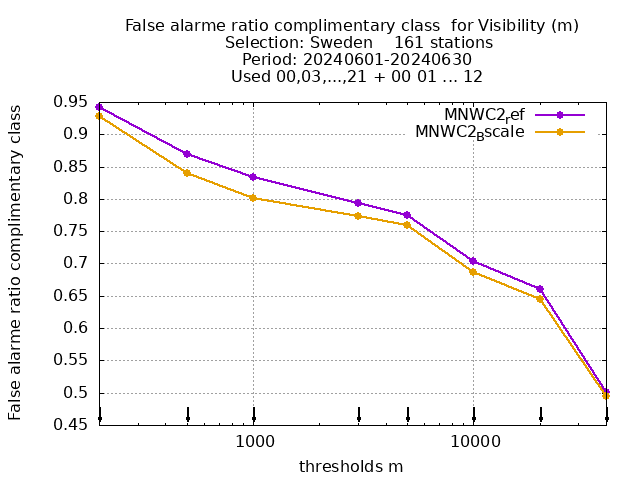 False alarme ratio complimentary class  for Visibility (m)
Selection: Sweden    161 stations
Period: 20240601-20240630
Used 00,03,...,21 + 00 01 ... 12
False alarme ratio complimentary class
0.95
0.9
0.85
0.8
0.75
0.7
0.65
0.6
0.55
0.5
0.45
MNWC2ref
MNWC2Bscale
1000 10000
thresholds m